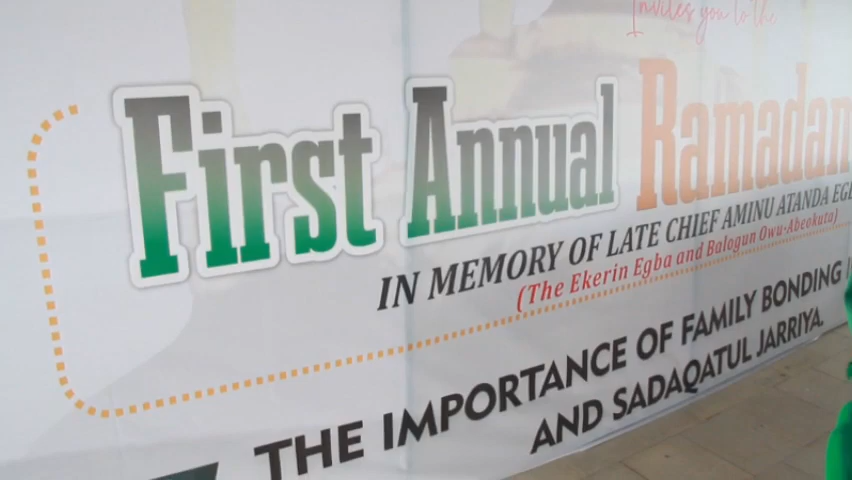 Invites you to the
First Annual Ramadan
IN MEMORY OF LATE CHIEF AMINU ATANDA
(The Ekerin Egba and Balogun Owu-Abeokuta)
THE IMPORTANCE OF FAMILY BONDING
AND SADAQATUL JARRIYA.